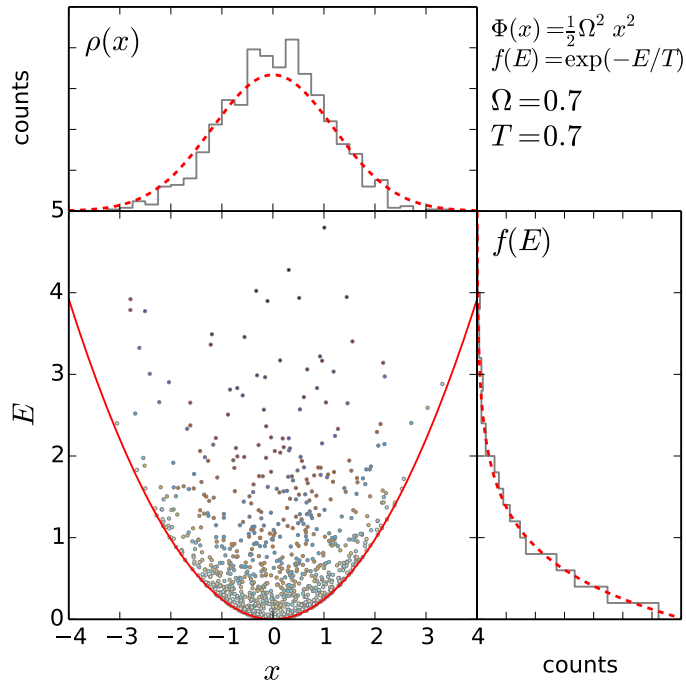 ρ(x)
counts
Φ(x)=½Ω² x²
f(E)=exp(−E/T)
Ω=0.7
T=0.7
f(E)
5
4
3
2
1
0
E
−4 −3 −2 −1 0 1 2 3 4
x
counts